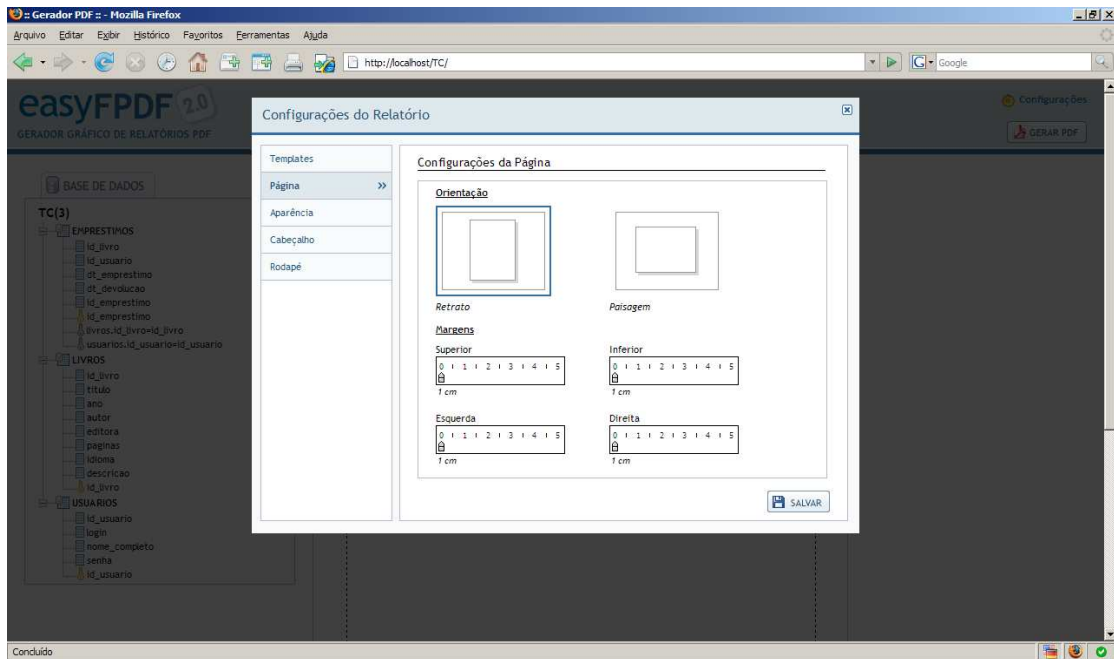 :: Gerador PDF :: - Mozilla Firefox
Arquivo Editar Exibir Histórico Favoritos Ferramentas Ajuda
http://localhost/TC/
G Google
easyFPDF 2.0
GERADOR GRÁFICO DE RELATÓRIOS PDF
Configurações
GERAR PDF
BASE DE DADOS
TC(3)
EMPRESTIMOS
id_livro
id_usuario
dt_emprestimo
dt_devolucao
id_emprestimo
id_emprestimo
livros.id_livro=id_livro
usuarios.id_usuario=id_usuario
LIVROS
id_livro
titulo
ano
autor
editora
paginas
idioma
descricao
id_livro
USUARIOS
id_usuario
login
nome_completo
senha
id_usuario
Configurações do Relatório
Templates
Página »
Aparência
Cabeçalho
Rodapé
Configurações da Página
Orientação
Retrato Paisagem
Margens
Superior Inferior
0 1 2 3 4 5 0 1 2 3 4 5
1 cm 1 cm
Esquerda Direita
0 1 2 3 4 5 0 1 2 3 4 5
1 cm 1 cm
SALVAR
Concluído